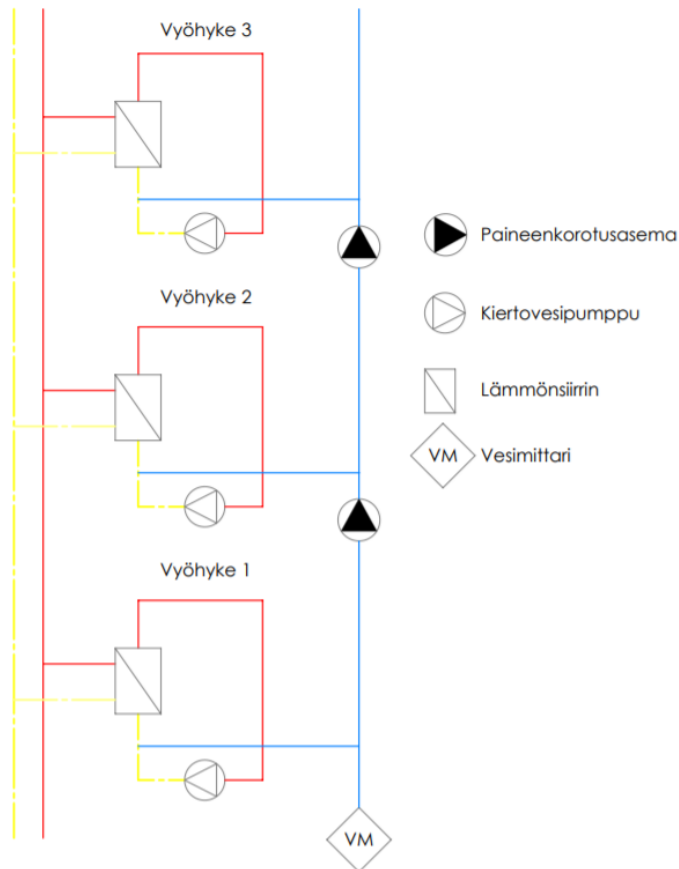 Vyöhyke 3
Paineenkorotusasema
Vyöhyke 2
Kiertovesipumppu
Lämmönsiirrin
VM
Vesimittari
Vyöhyke 1
VM